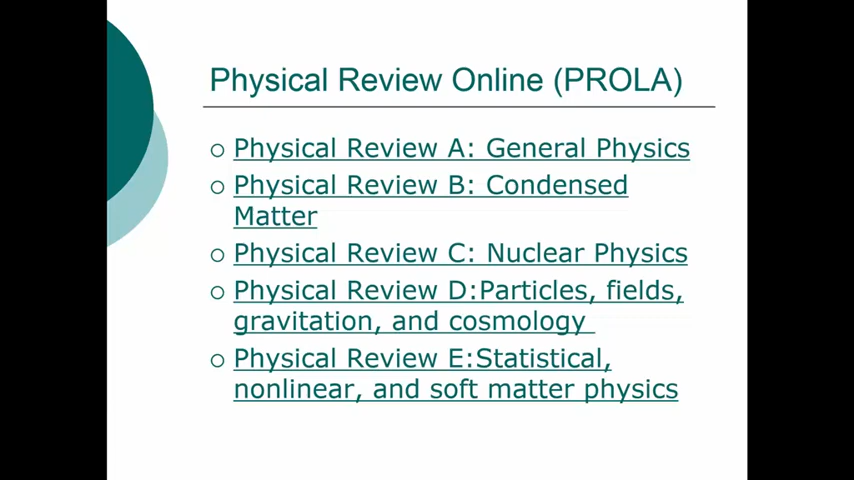 Physical Review Online (PROLA)
Physical Review A: General Physics
Physical Review B: Condensed
Matter
Physical Review C: Nuclear Physics
Physical Review D:Particles, fields,
gravitation, and cosmology
Physical Review E:Statistical,
nonlinear, and soft matter physics